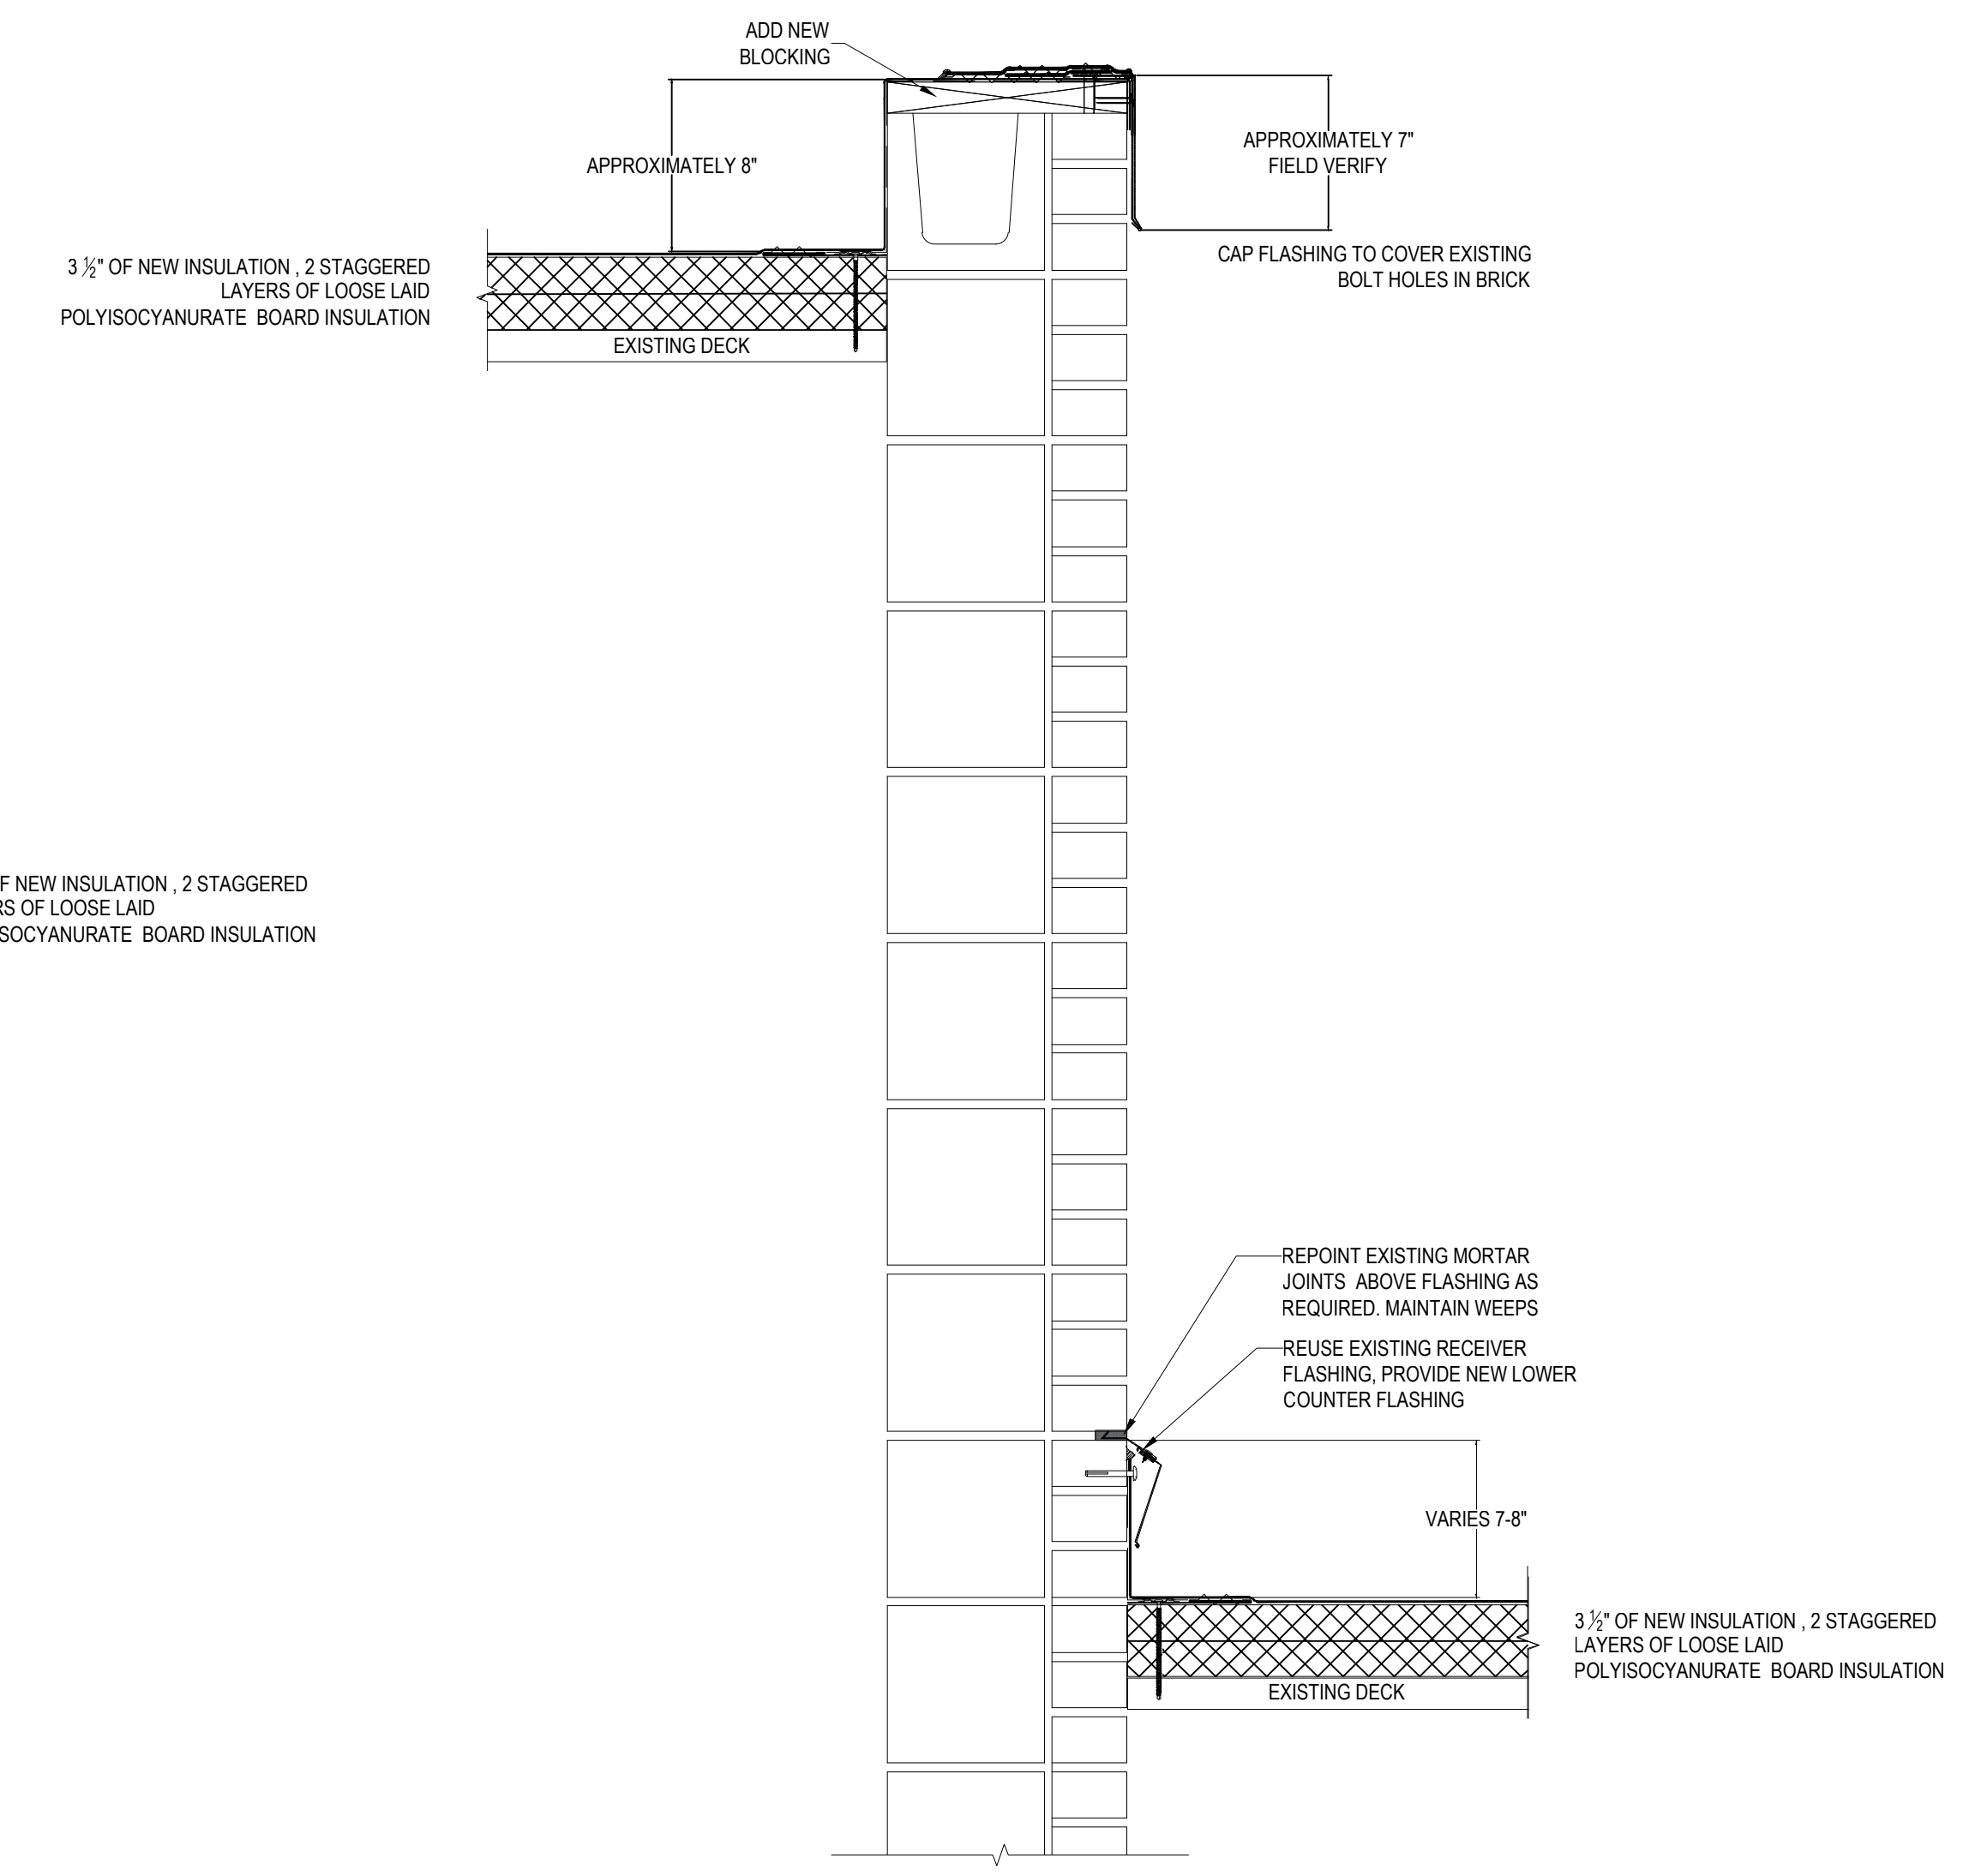 ADD NEW
BLOCKING
APPROXIMATELY 8"
APPROXIMATELY 7"
FIELD VERIFY
CAP FLASHING TO COVER EXISTING
BOLT HOLES IN BRICK
3 ½" OF NEW INSULATION , 2 STAGGERED
LAYERS OF LOOSE LAID
POLYISOCYANURATE BOARD INSULATION
EXISTING DECK
F NEW INSULATION , 2 STAGGERED
RS OF LOOSE LAID
SOCYANURATE BOARD INSULATION
REPOINT EXISTING MORTAR
JOINTS ABOVE FLASHING AS
REQUIRED. MAINTAIN WEEPS
REUSE EXISTING RECEIVER
FLASHING, PROVIDE NEW LOWER
COUNTER FLASHING
VARIES 7-8"
3 ½" OF NEW INSULATION , 2 STAGGERED
LAYERS OF LOOSE LAID
POLYISOCYANURATE BOARD INSULATION
EXISTING DECK